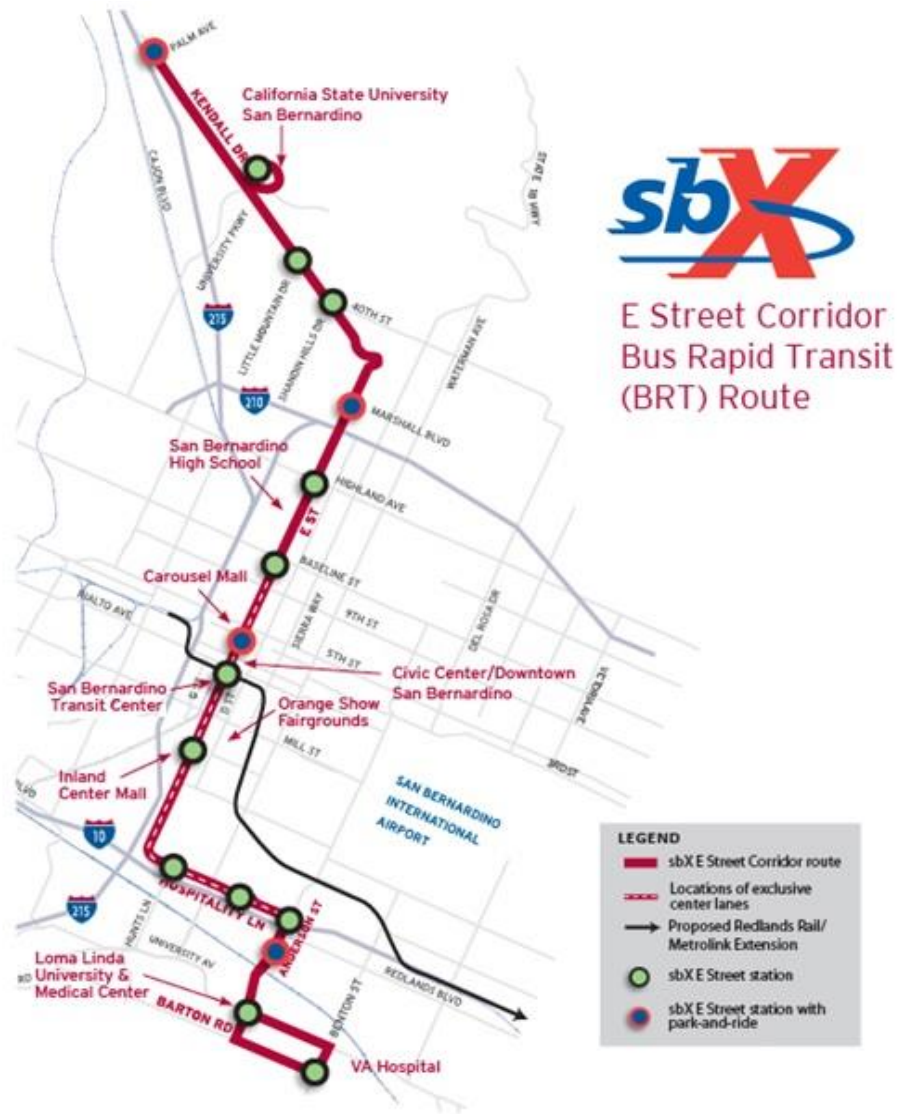 PALM AVE
KENDALL DR
California State University
San Bernardino
CAJON BLVD
STATE 18 HWY
UNIVERSITY PKWY
215
LITTLE MOUNTAIN DR
SHANDIN HILLS DR
40TH ST
WATERMAN AVE
210
MARSHALL BLVD
San Bernardino
High School
HIGHLAND AVE
E ST
BASELINE ST
Carousel Mall
RIALTO AVE
SIERRA WAY
9TH ST
DEL ROSA DR
5TH ST
VICTORIA AVE
Civic Center/Downtown
San Bernardino
San Bernardino
Transit Center
D ST
Orange Show
Fairgrounds
MILL ST
3RD ST
Inland
Center Mall
BLVD
SAN BERNARDINO
INTERNATIONAL
AIRPORT
10
HOSPITALITY LN
215
HUNTS LN
UNIVERSITY AV
ANDERSON ST
REDLANDS BLVD
Loma Linda
University &
Medical Center
BARTON RD
BENTON ST
VA Hospital
sbX
E Street Corridor
Bus Rapid Transit
(BRT) Route
LEGEND
sbX E Street Corridor route
Locations of exclusive
center lanes
Proposed Redlands Rail/
Metrolink Extension
sbX E Street station
sbX E Street station with
park-and-ride